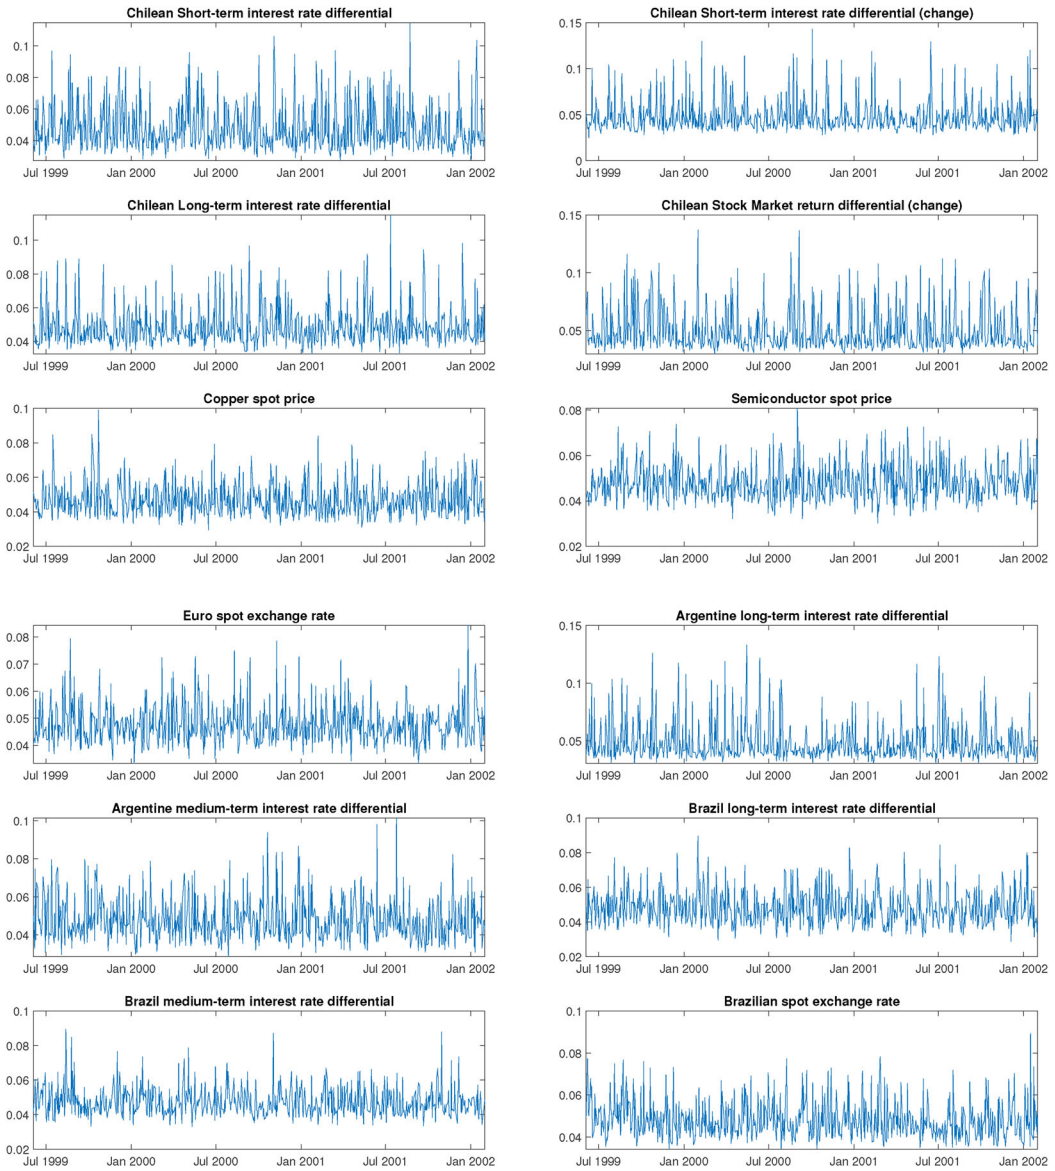 Chilean Short-term interest rate differential
0.1
0.08
0.06
0.04
Jul 1999 Jan 2000 Jul 2000 Jan 2001 Jul 2001 Jan 2002
Chilean Short-term interest rate differential (change)
0.15
0.1
0.05
0
Jul 1999 Jan 2000 Jul 2000 Jan 2001 Jul 2001 Jan 2002
Chilean Long-term interest rate differential
0.1
0.08
0.06
0.04
Jul 1999 Jan 2000 Jul 2000 Jan 2001 Jul 2001 Jan 2002
Chilean Stock Market return differential (change)
0.15
0.1
0.05
Jul 1999 Jan 2000 Jul 2000 Jan 2001 Jul 2001 Jan 2002
Copper spot price
0.1
0.08
0.06
0.04
0.02
Jul 1999 Jan 2000 Jul 2000 Jan 2001 Jul 2001 Jan 2002
Semiconductor spot price
0.08
0.06
0.04
0.02
Jul 1999 Jan 2000 Jul 2000 Jan 2001 Jul 2001 Jan 2002
Euro spot exchange rate
0.08
0.07
0.06
0.05
0.04
Jul 1999 Jan 2000 Jul 2000 Jan 2001 Jul 2001 Jan 2002
Argentine long-term interest rate differential
0.15
0.1
0.05
Jul 1999 Jan 2000 Jul 2000 Jan 2001 Jul 2001 Jan 2002
Argentine medium-term interest rate differential
0.1
0.08
0.06
0.04
Jul 1999 Jan 2000 Jul 2000 Jan 2001 Jul 2001 Jan 2002
Brazil long-term interest rate differential
0.1
0.08
0.06
0.04
0.02
Jul 1999 Jan 2000 Jul 2000 Jan 2001 Jul 2001 Jan 2002
Brazil medium-term interest rate differential
0.1
0.08
0.06
0.04
0.02
Jul 1999 Jan 2000 Jul 2000 Jan 2001 Jul 2001 Jan 2002
Brazilian spot exchange rate
0.1
0.08
0.06
0.04
Jul 1999 Jan 2000 Jul 2000 Jan 2001 Jul 2001 Jan 2002